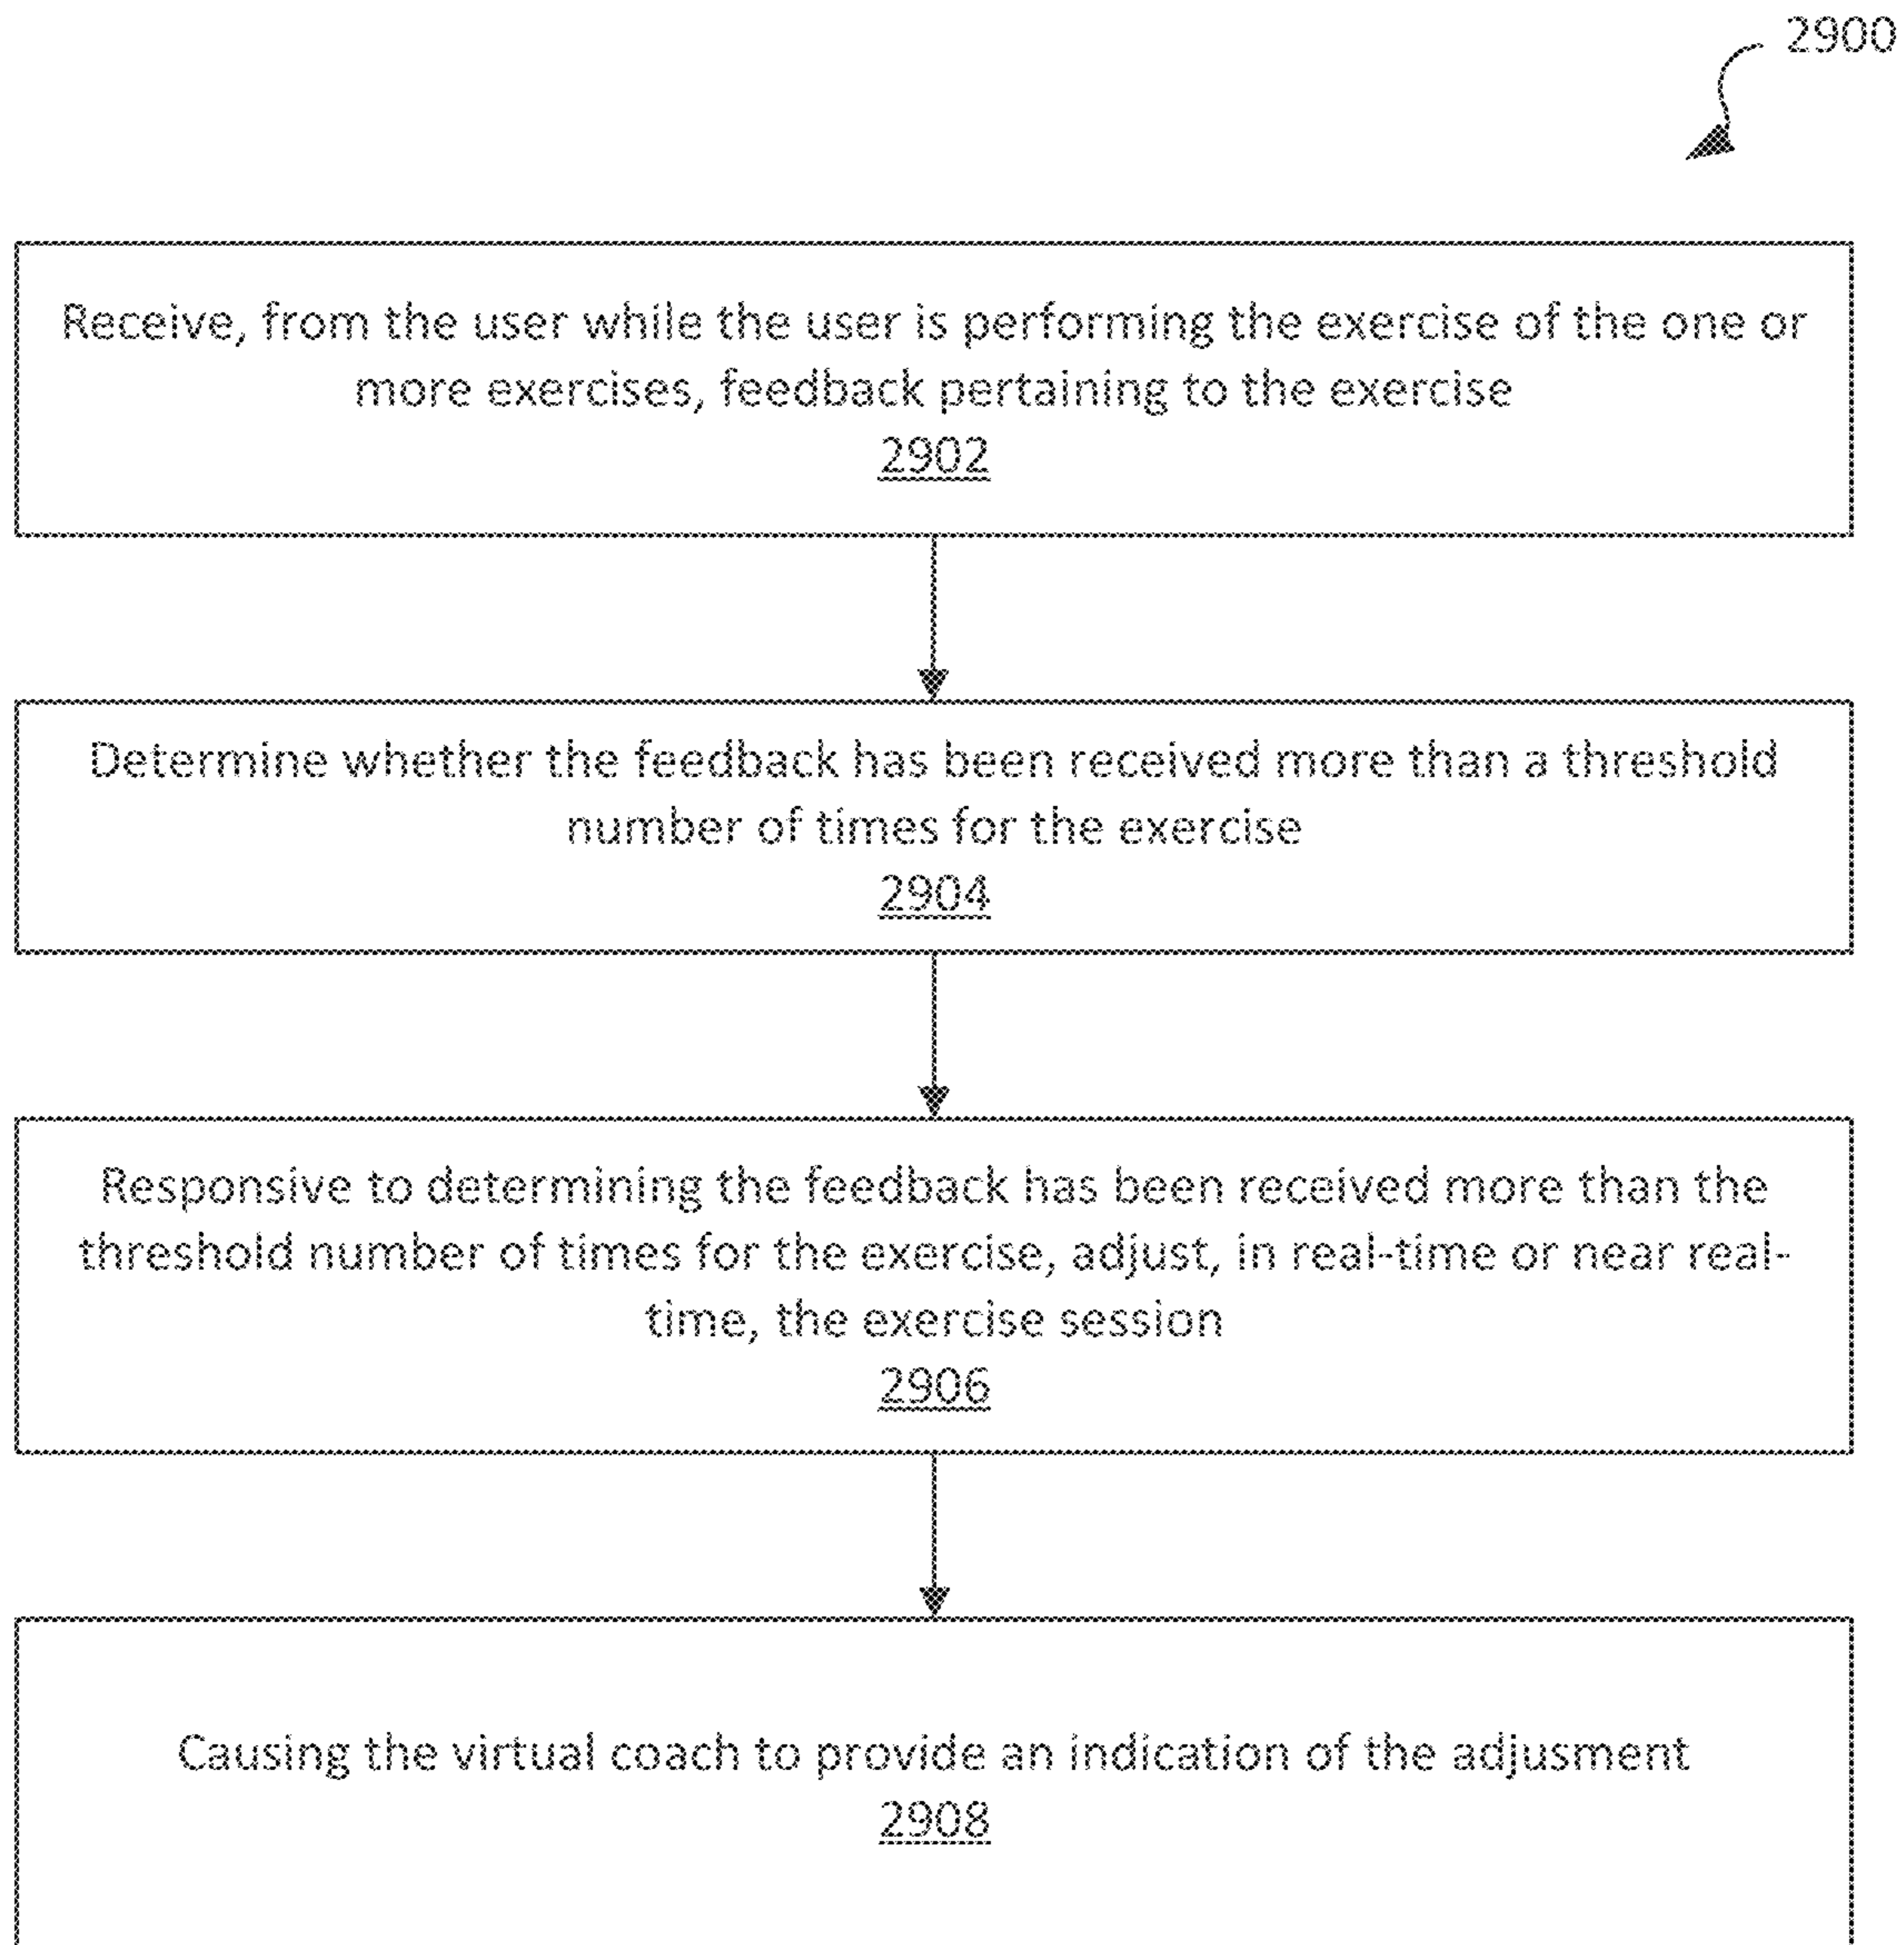 2900
Receive, from the user while the user is performing the exercise of the one or
more exercises, feedback pertaining to the exercise
2902
Determine whether the feedback has been received more than a threshold
number of times for the exercise
2904
Responsive to determining the feedback has been received more than the
threshold number of times for the exercise, adjust, in real-time or near real-
time, the exercise session
2906
Causing the virtual coach to provide an indication of the adjusment
2908